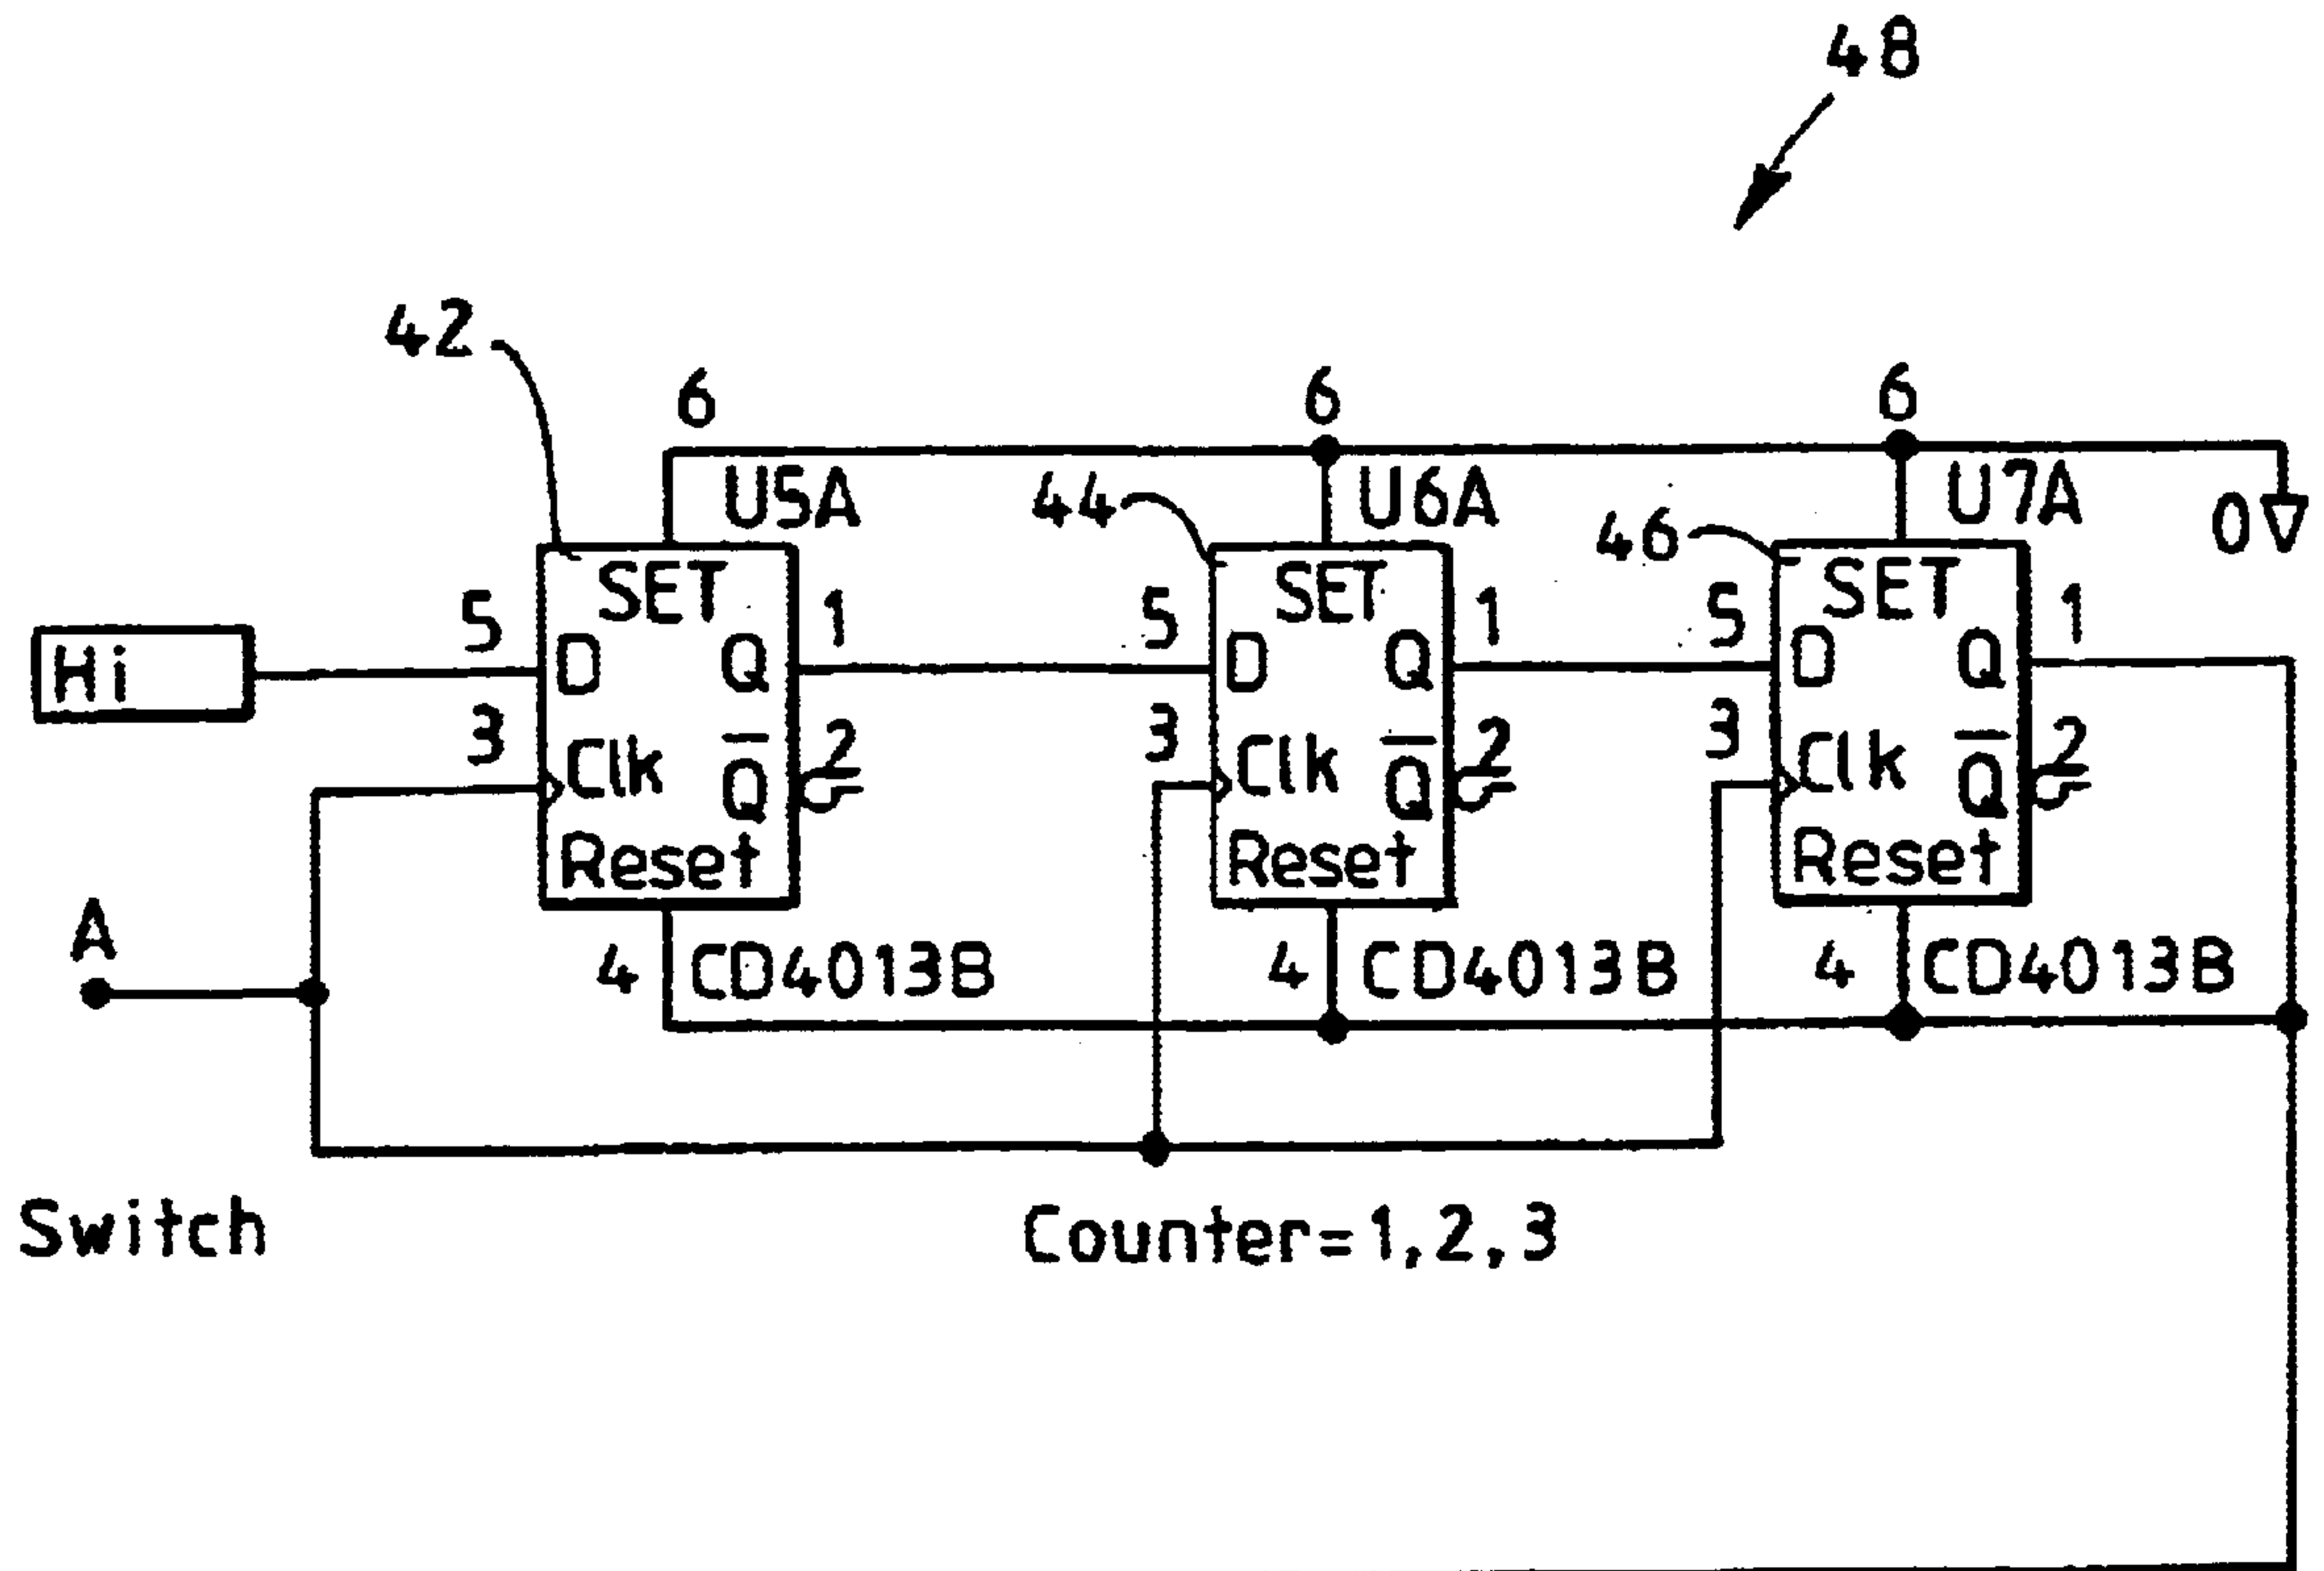 48
42
6 6 6
U5A 44 U6A 46 U7A 0
SET SET SET
5 1 5 1 5 1
Hi D Q D Q D Q
3 Clk Q̅ 2 3 Clk Q̅ 2 3 Clk Q̅ 2
Reset Reset Reset
A
4 CD4013B 4 CD4013B 4 CD4013B
Switch Counter=1,2,3